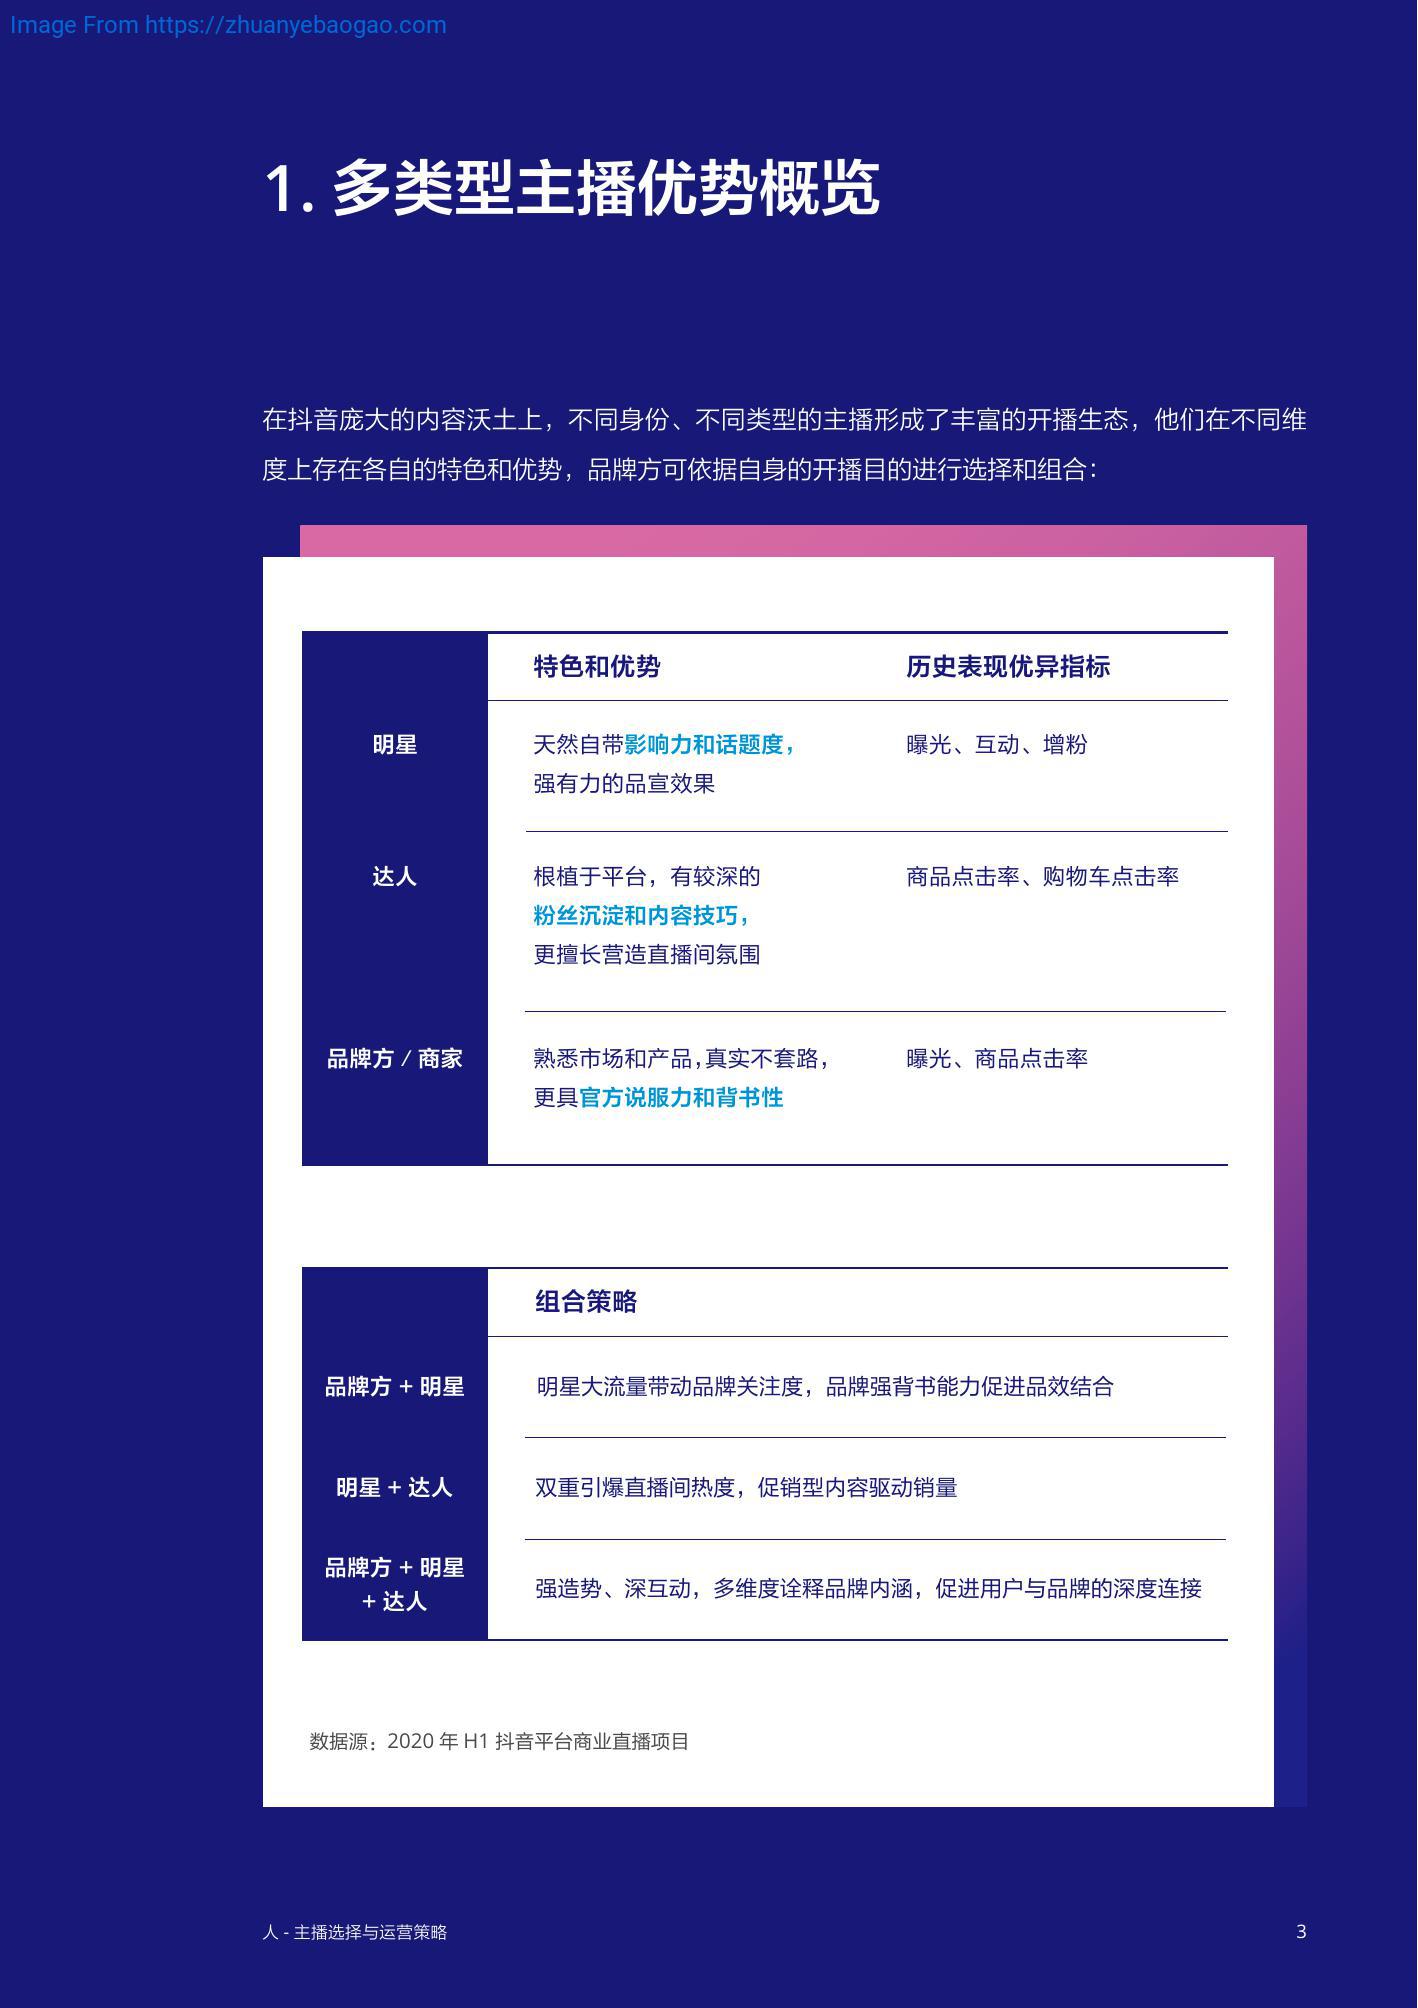 Image From https://zhuanyebaogao.com
1. 多类型主播优势概览
在抖音庞大的内容沃土上，不同身份、不同类型的主播形成了丰富的开播生态，他们在不同维
度上存在各自的特色和优势，品牌方可依据自身的开播目的进行选择和组合：
特色和优势 历史表现优异指标
明星 天然自带影响力和话题度， 曝光、互动、增粉
强有力的品宣效果
达人 根植于平台，有较深的 商品点击率、购物车点击率
粉丝沉淀和内容技巧，
更擅长营造直播间氛围
品牌方 / 商家 熟悉市场和产品，真实不套路， 曝光、商品点击率
更具官方说服力和背书性
组合策略
品牌方 + 明星 明星大流量带动品牌关注度，品牌强背书能力促进品效结合
明星 + 达人 双重引爆直播间热度，促销型内容驱动销量
品牌方 + 明星
+ 达人 强造势、深互动，多维度诠释品牌内涵，促进用户与品牌的深度连接
数据源：2020 年 H1 抖音平台商业直播项目
人 - 主播选择与运营策略 3